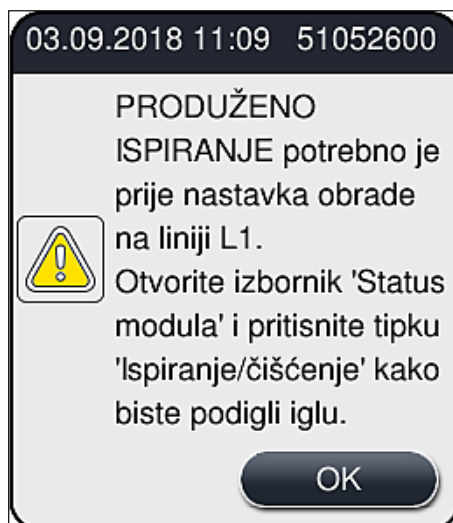 03.09.2018 11:09 51052600
PRODUŽENO
ISPIRANJE potrebno je
prije nastavka obrade
na liniji L1.
Otvorite izbornik 'Status
modula' i pritisnite tipku
'Ispiranje/čišćenje' kako
biste podigli iglu.
OK